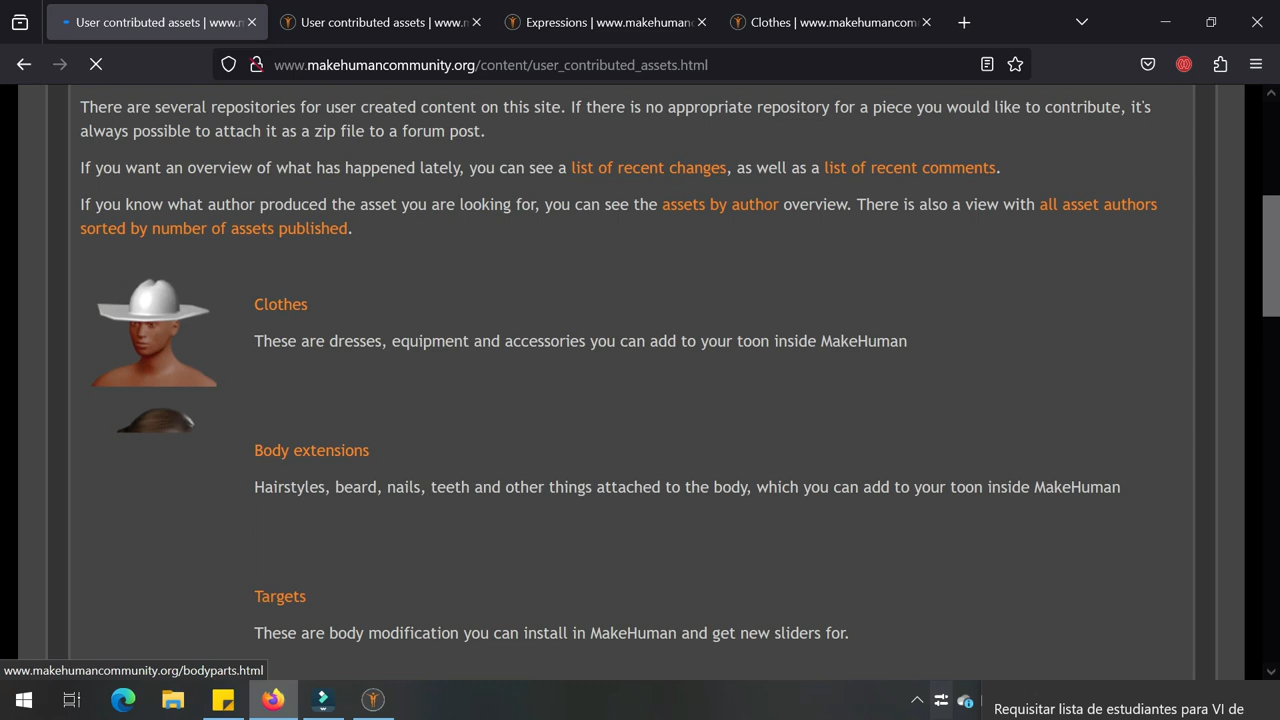 User contributed assets | www.m
User contributed assets | www.m
Expressions | www.makehumanc
Clothes | www.makehumancom
www.makehumancommunity.org/content/user_contributed_assets.html
There are several repositories for user created content on this site. If there is no appropriate repository for a piece you would like to contribute, it's
always possible to attach it as a zip file to a forum post.
If you want an overview of what has happened lately, you can see a list of recent changes, as well as a list of recent comments.
If you know what author produced the asset you are looking for, you can see the assets by author overview. There is also a view with all asset authors
sorted by number of assets published.
Clothes
These are dresses, equipment and accessories you can add to your toon inside MakeHuman
Body extensions
Hairstyles, beard, nails, teeth and other things attached to the body, which you can add to your toon inside MakeHuman
Targets
These are body modification you can install in MakeHuman and get new sliders for.
www.makehumancommunity.org/bodyparts.html
Requisitar lista de estudiantes para VI de